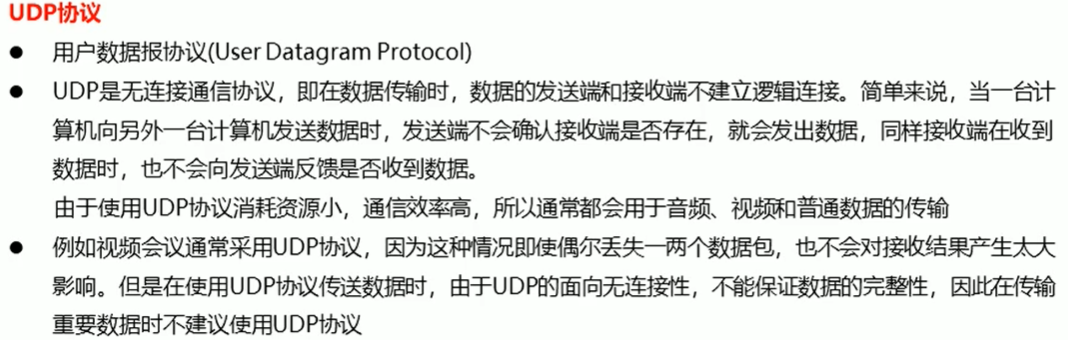 UDP协议
● 用户数据报协议(User Datagram Protocol)
● UDP是无连接通信协议，即在数据传输时，数据的发送端和接收端不建立逻辑连接。简单来说，当一台计
算机向另外一台计算机发送数据时，发送端不会确认接收端是否存在，就会发出数据，同样接收端在收到
数据时，也不会向发送端反馈是否收到数据。
由于使用UDP协议消耗资源小，通信效率高，所以通常都会用于音频、视频和普通数据的传输
● 例如视频会议通常采用UDP协议，因为这种情况即使偶尔丢失一两个数据包，也不会对接收结果产生太大
影响。但是在使用UDP协议传送数据时，由于UDP的面向无连接性，不能保证数据的完整性，因此在传输
重要数据时不建议使用UDP协议